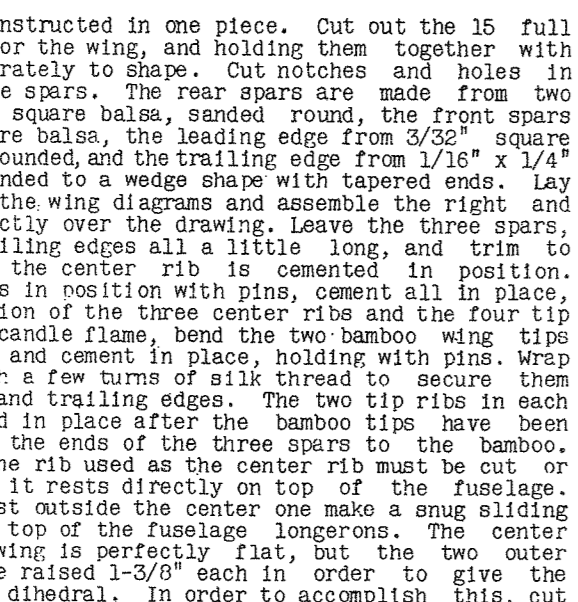 nstructed in one piece. Cut out the 15 full
or the wing, and holding them together with
rately to shape. Cut notches and holes in
e spars. The rear spars are made from two
square balsa, sanded round, the front spars
re balsa, the leading edge from 3/32" square
ounded, and the trailing edge from 1/16" x 1/4"
nded to a wedge shape with tapered ends. Lay
the wing diagrams and assemble the right and
ctly over the drawing. Leave the three spars,
iling edges all a little long, and trim to
the center rib is cemented in position.
s in position with pins, cement all in place,
ion of the three center ribs and the four tip
candle flame, bend the two bamboo wing tips
and cement in place, holding with pins. Wrap
a few turns of silk thread to secure them
and trailing edges. The two tip ribs in each
d in place after the bamboo tips have been
the ends of the three spars to the bamboo.
he rib used as the center rib must be cut or
it rests directly on top of the fuselage.
st outside the center one make a snug sliding
top of the fuselage longerons. The center
wing is perfectly flat, but the two outer
e raised 1-3/8" each in order to give the
dihedral. In order to accomplish this, cut